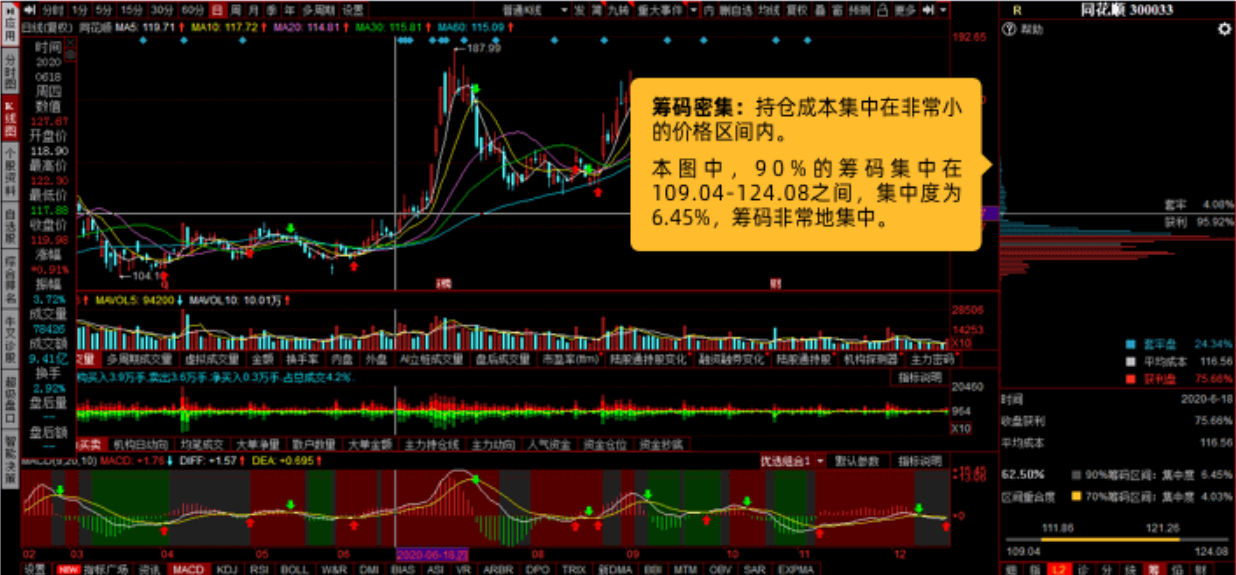 分时 1分 5分 15分 30分 60分 日 周 月 季 年 多周期 设置
普通K线 发 简 九转 重大事件 内 删自选 均线 复权 叠 窗 预测 更多
R 同花顺 300033
日线(复权) 同花顺 MA5: 119.71 MA10: 117.72 MA20: 114.81 MA30: 115.81 MA60: 115.09
帮助
应用
分时图
K线图
个股资料
自选股
综合排名
牛叉诊股
超级盘口
智能决策
时间
2020
0618
周四
数值
127.67
开盘价
118.90
最高价
122.30
最低价
117.88
收盘价
119.98
涨幅
+0.91%
振幅
3.72%
成交量
78426
成交额
9.41亿
换手
2.92%
盘后量
--
盘后额
--
192.65
187.99
104.1
筹码密集：持仓成本集中在非常小
的价格区间内。
本图中，90%的筹码集中在
109.04-124.08之间，集中度为
6.45%，筹码非常地集中。
套牢 4.08%
获利 95.92%
财
MAVOL5: 94200 MAVOL10: 10.01万
28506
14253
X10
多周期成交量 虚拟成交量 金额 换手率 内盘 外盘 AI立桩成交量 盘后成交量 市盈率(ttm) 陆股通持股变化 融资融券变化 陆股通持股 机构探测器 主力密码
购买入3.9万手,卖出3.6万手,净买入0.3万手,占总成交4.2%.
指标说明
20460
964
X10
买卖 机构日动向 均笔成交 大单净量 散户数量 大单金额 主力持仓线 主力动向 人气资金 资金仓位 资金抄底
MACD(9,20,10) MACD: +1.76 DIFF: +1.57 DEA: +0.695
优选组合1 默认参数 指标说明
+13.06
+0
02 03 04 05 06 2020-06-18,四 08 09 10 11 12
设置 NEW 指标广场 资讯 MACD KDJ RSI BOLL W&R DMI BIAS ASI VR ARBR DPO TRIX 新DMA BBI MTM OBV SAR EXPMA
套牢盘 24.34%
平均成本 116.56
获利盘 75.66%
时间 2020-6-18
收盘获利 75.66%
平均成本 116.56
62.50% 90%筹码区间：集中度 6.45%
区间重合度 70%筹码区间：集中度 4.03%
111.86 121.26
109.04 124.08
细 指 L2 诊 分 统 筹 值 财